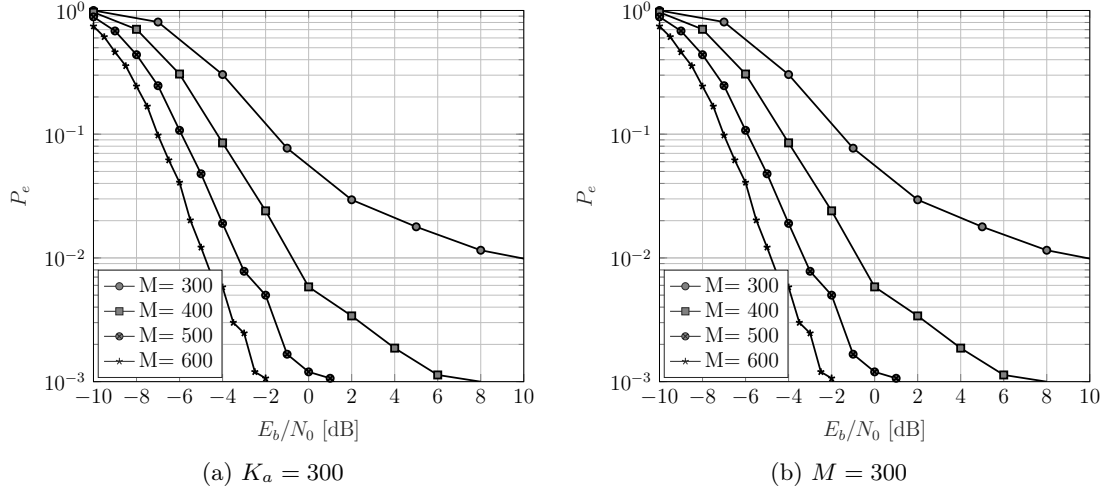 10^0
10^{-1}
10^{-2}
10^{-3}
P_e
M= 300
M= 400
M= 500
M= 600
−10 −8 −6 −4 −2 0 2 4 6 8 10
E_b/N_0 [dB]
(a) K_a = 300
10^0
10^{-1}
10^{-2}
10^{-3}
P_e
M= 300
M= 400
M= 500
M= 600
−10 −8 −6 −4 −2 0 2 4 6 8 10
E_b/N_0 [dB]
(b) M = 300